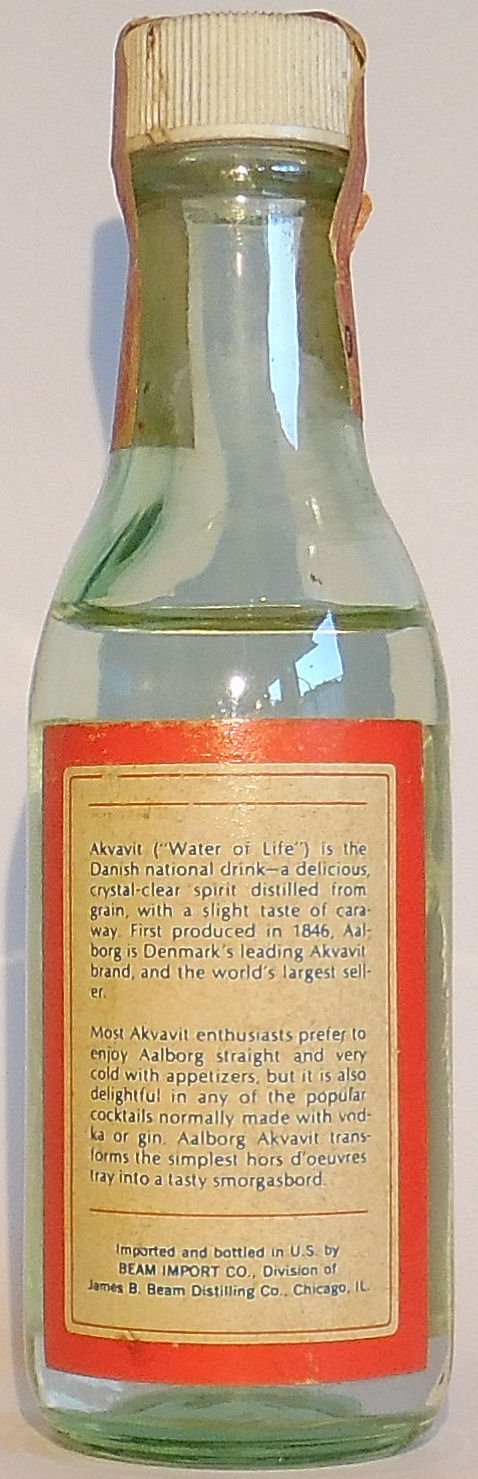 Akvavit ("Water of Life") is the
Danish national drink—a delicious,
crystal-clear spirit distilled from
grain, with a slight taste of cara-
way. First produced in 1846, Aal-
borg is Denmark's leading Akvavit
brand, and the world's largest sell-
er.
Most Akvavit enthusiasts prefer to
enjoy Aalborg straight and very
cold with appetizers, but it is also
delightful in any of the popular
cocktails normally made with vod-
ka or gin. Aalborg Akvavit trans-
forms the simplest hors d'oeuvres
tray into a tasty smorgasbord.
Imported and bottled in U.S. by
BEAM IMPORT CO., Division of
James B. Beam Distilling Co., Chicago, IL.